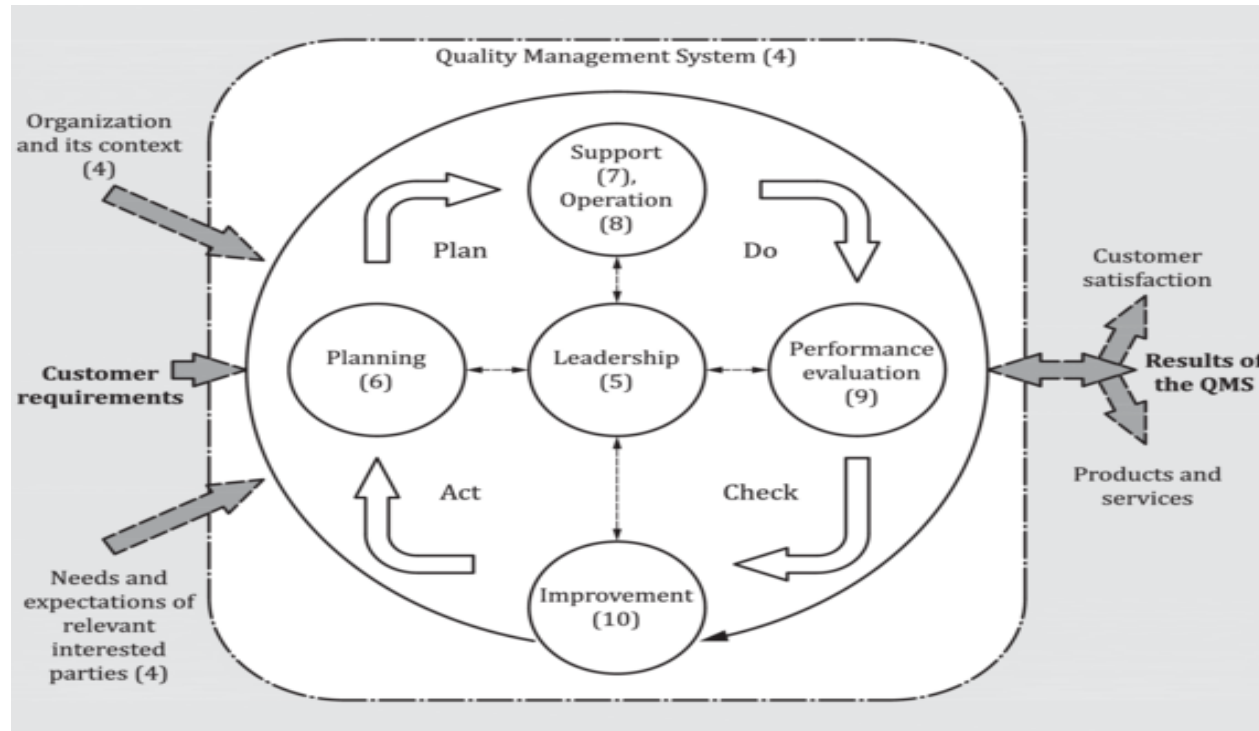 Quality Management System (4)
Organization
and its context
(4)
Support
(7),
Operation
(8)
Plan
Do
Customer
satisfaction
Planning
(6)
Leadership
(5)
Performance
evaluation
(9)
Customer
requirements
Results of
the QMS
Act
Check
Products and
services
Needs and
expectations of
relevant
interested
parties (4)
Improvement
(10)